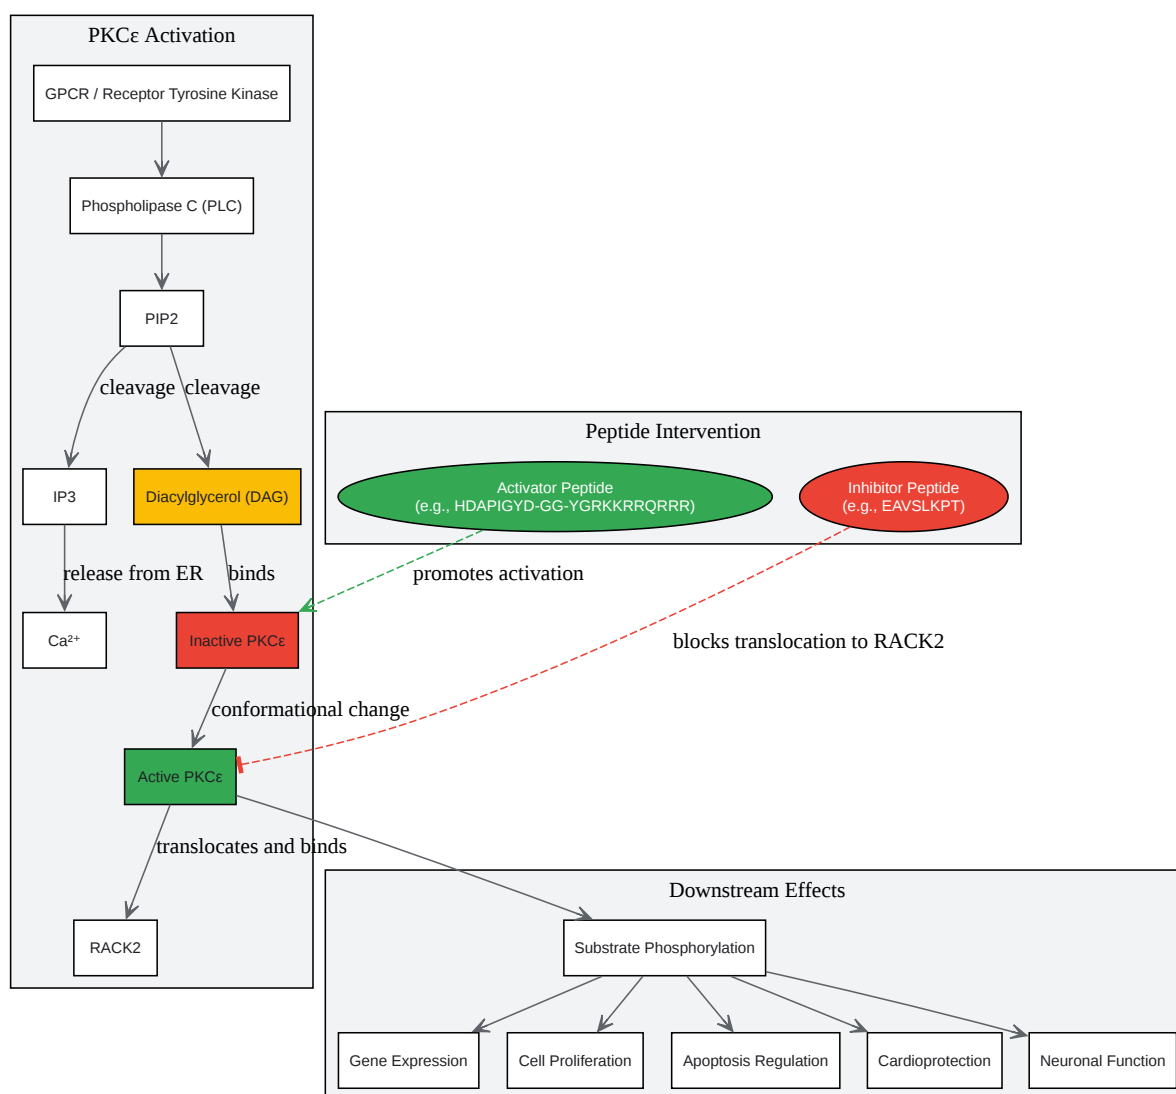 PKCε Activation
GPCR / Receptor Tyrosine Kinase
Phospholipase C (PLC)
PIP2
cleavage
cleavage
IP3
Diacylglycerol (DAG)
release from ER
binds
Ca²⁺
Inactive PKCε
conformational change
Active PKCε
translocates and binds
RACK2
Peptide Intervention
Activator Peptide
(e.g., HDAPIGYD-GG-YGRKKRRQRRR)
Inhibitor Peptide
(e.g., EAVSLKPT)
promotes activation
blocks translocation to RACK2
Downstream Effects
Substrate Phosphorylation
Gene Expression
Cell Proliferation
Apoptosis Regulation
Cardioprotection
Neuronal Function